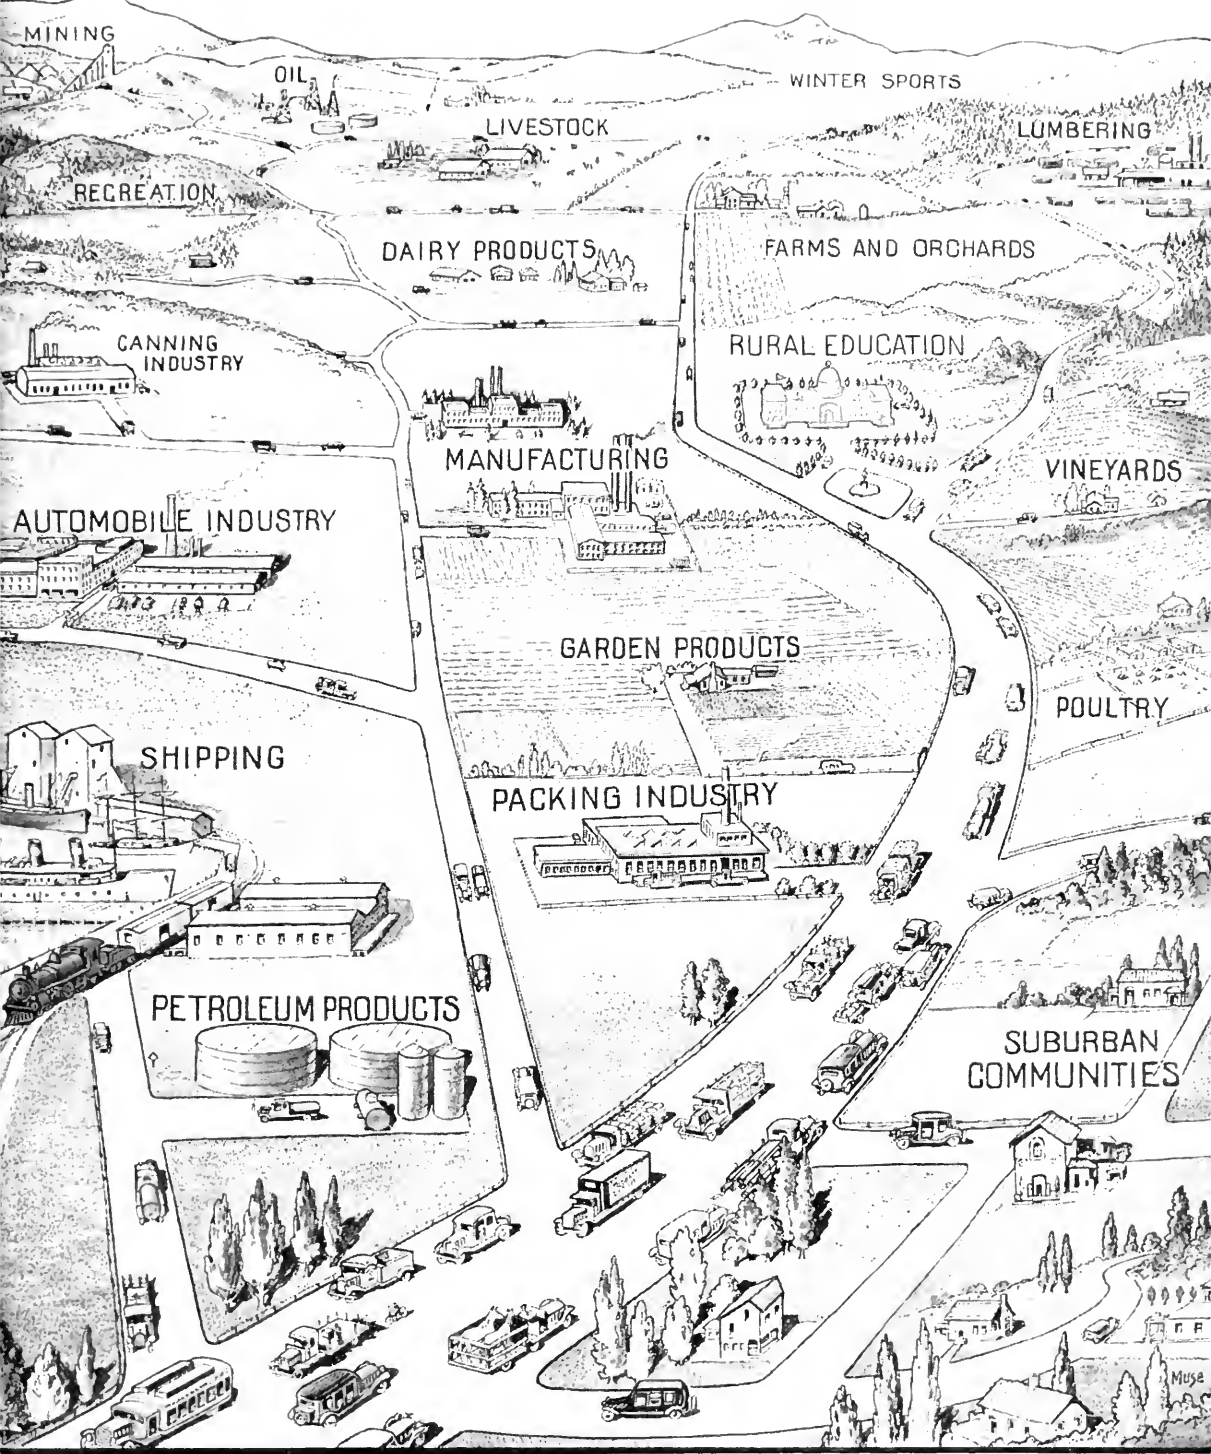 MINING
OIL
WINTER SPORTS
LIVESTOCK
LUMBERING
RECREATION
DAIRY PRODUCTS
FARMS AND ORCHARDS
CANNING
INDUSTRY
RURAL EDUCATION
MANUFACTURING
VINEYARDS
AUTOMOBILE INDUSTRY
GARDEN PRODUCTS
POULTRY
SHIPPING
PACKING INDUSTRY
PETROLEUM PRODUCTS
SUBURBAN
COMMUNITIES
MUSE